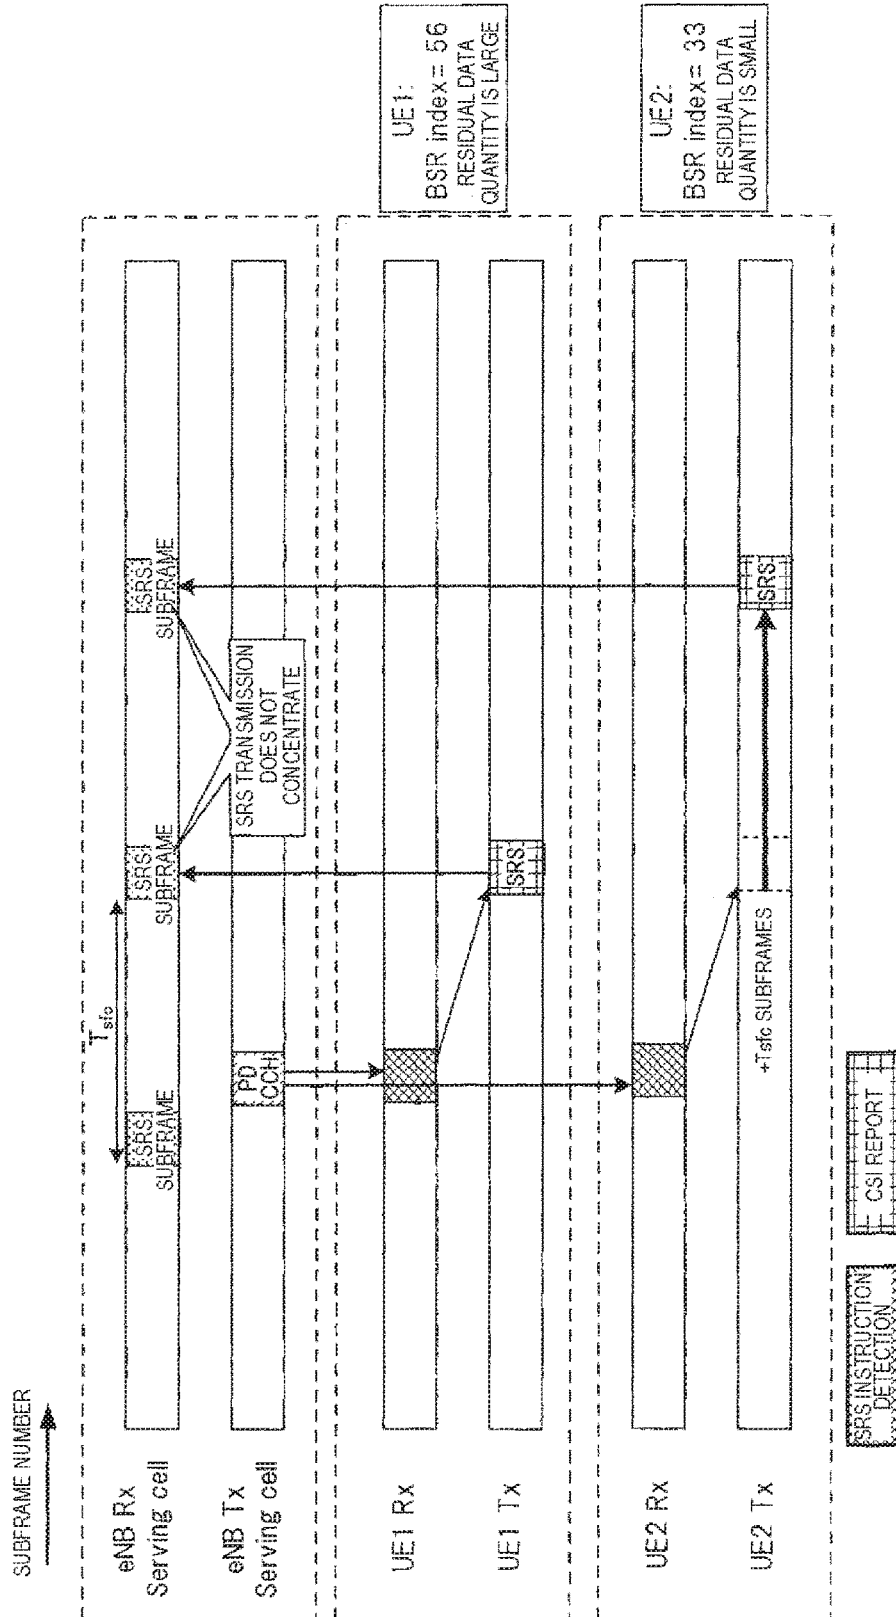 SUBFRAME NUMBER
eNB Rx
Serving cell
SRS
SUBFRAME
Tsfc
SRS
SUBFRAME
SRS
SUBFRAME
eNB Tx
Serving cell
PD
CCH
SRS TRANSMISSION
DOES NOT
CONCENTRATE
UE1 Rx
UE1 Tx
SRS
UE1:
BSR index= 56
RESIDUAL DATA
QUANTITY IS LARGE
UE2 Rx
UE2 Tx
+Tsfc SUBFRAMES
SRS
UE2:
BSR index= 33
RESIDUAL DATA
QUANTITY IS SMALL
SRS INSTRUCTION
DETECTION
CSI REPORT